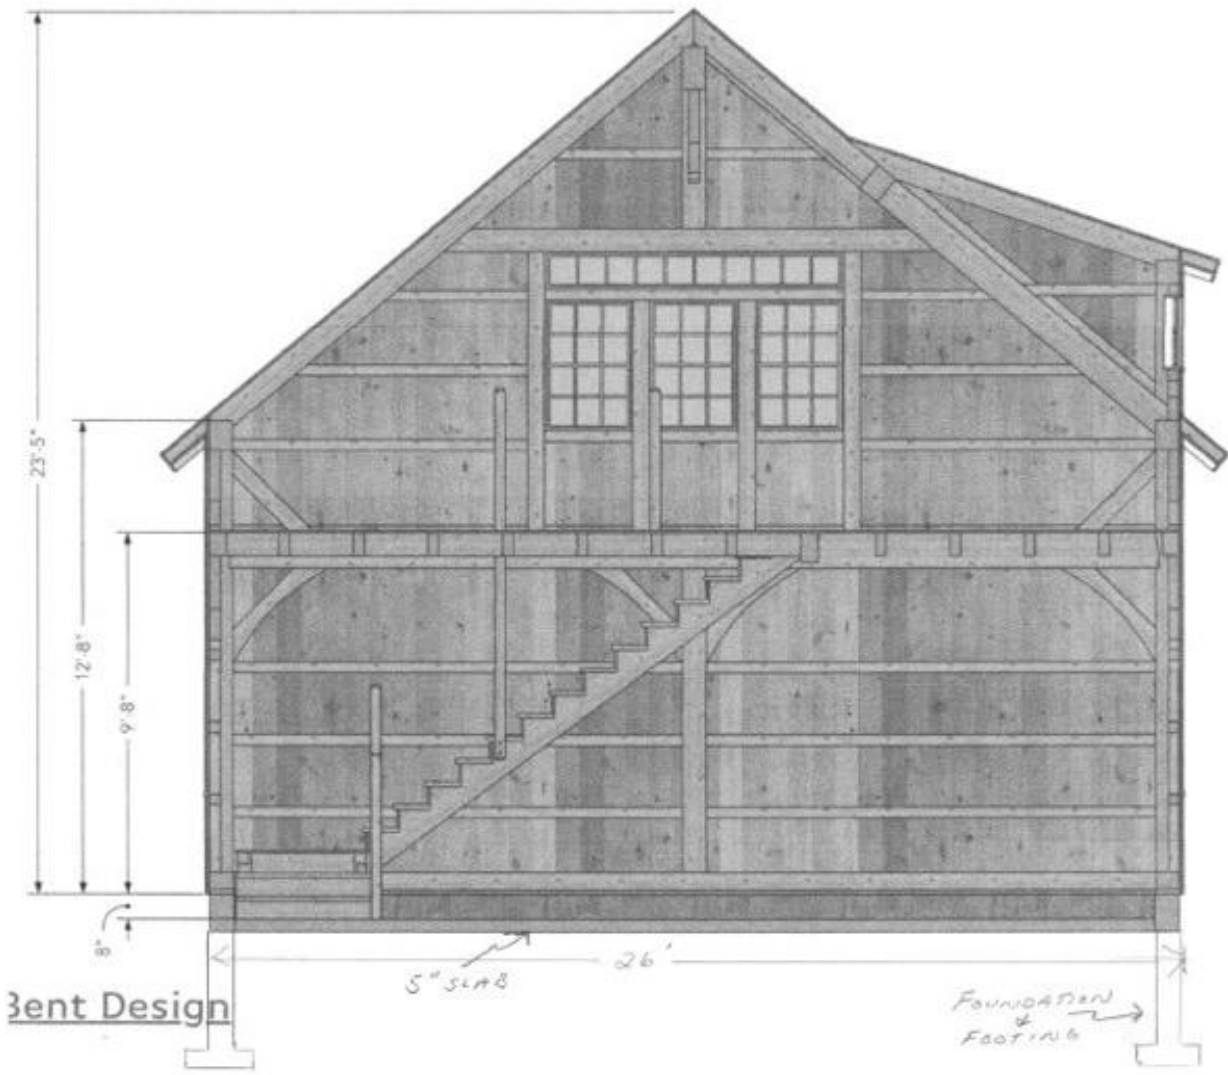 23'-5"
12'-8"
9'-8"
8"
5" SLAB
26'
Bent Design
FOUNDATION
&
FOOTING